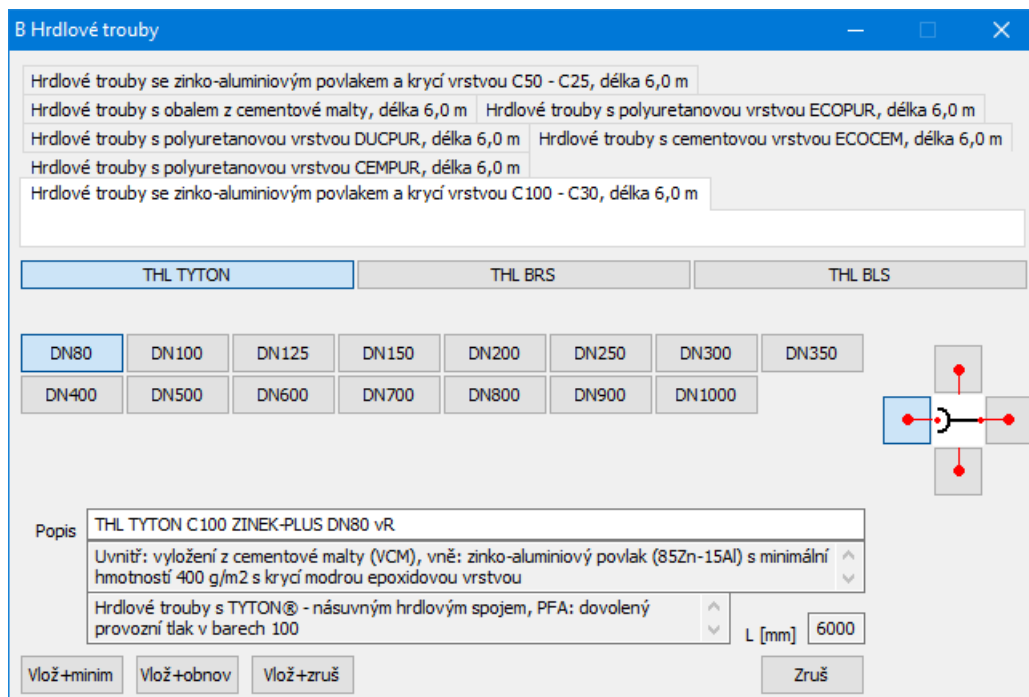 B Hrdlové trouby
Hrdlové trouby se zinko-aluminiovým povlakem a krycí vrstvou C50 - C25, délka 6,0 m
Hrdlové trouby s obalem z cementové malty, délka 6,0 m Hrdlové trouby s polyuretanovou vrstvou ECOPUR, délka 6,0 m
Hrdlové trouby s polyuretanovou vrstvou DUCPUR, délka 6,0 m Hrdlové trouby s cementovou vrstvou ECOCEM, délka 6,0 m
Hrdlové trouby s polyuretanovou vrstvou CEMPUR, délka 6,0 m
Hrdlové trouby se zinko-aluminiovým povlakem a krycí vrstvou C100 - C30, délka 6,0 m
THL TYTON THL BRS THL BLS
DN80 DN100 DN125 DN150 DN200 DN250 DN300 DN350
DN400 DN500 DN600 DN700 DN800 DN900 DN1000
Popis THL TYTON C100 ZINEK-PLUS DN80 vR
Uvnitř: vyložení z cementové malty (VCM), vně: zinko-aluminiový povlak (85Zn-15Al) s minimální
hmotností 400 g/m2 s krycí modrou epoxidovou vrstvou
Hrdlové trouby s TYTON® - násuvným hrdlovým spojem, PFA: dovolený
provozní tlak v barech 100
L [mm] 6000
Vlož+minim Vlož+obnov Vlož+zruš Zruš